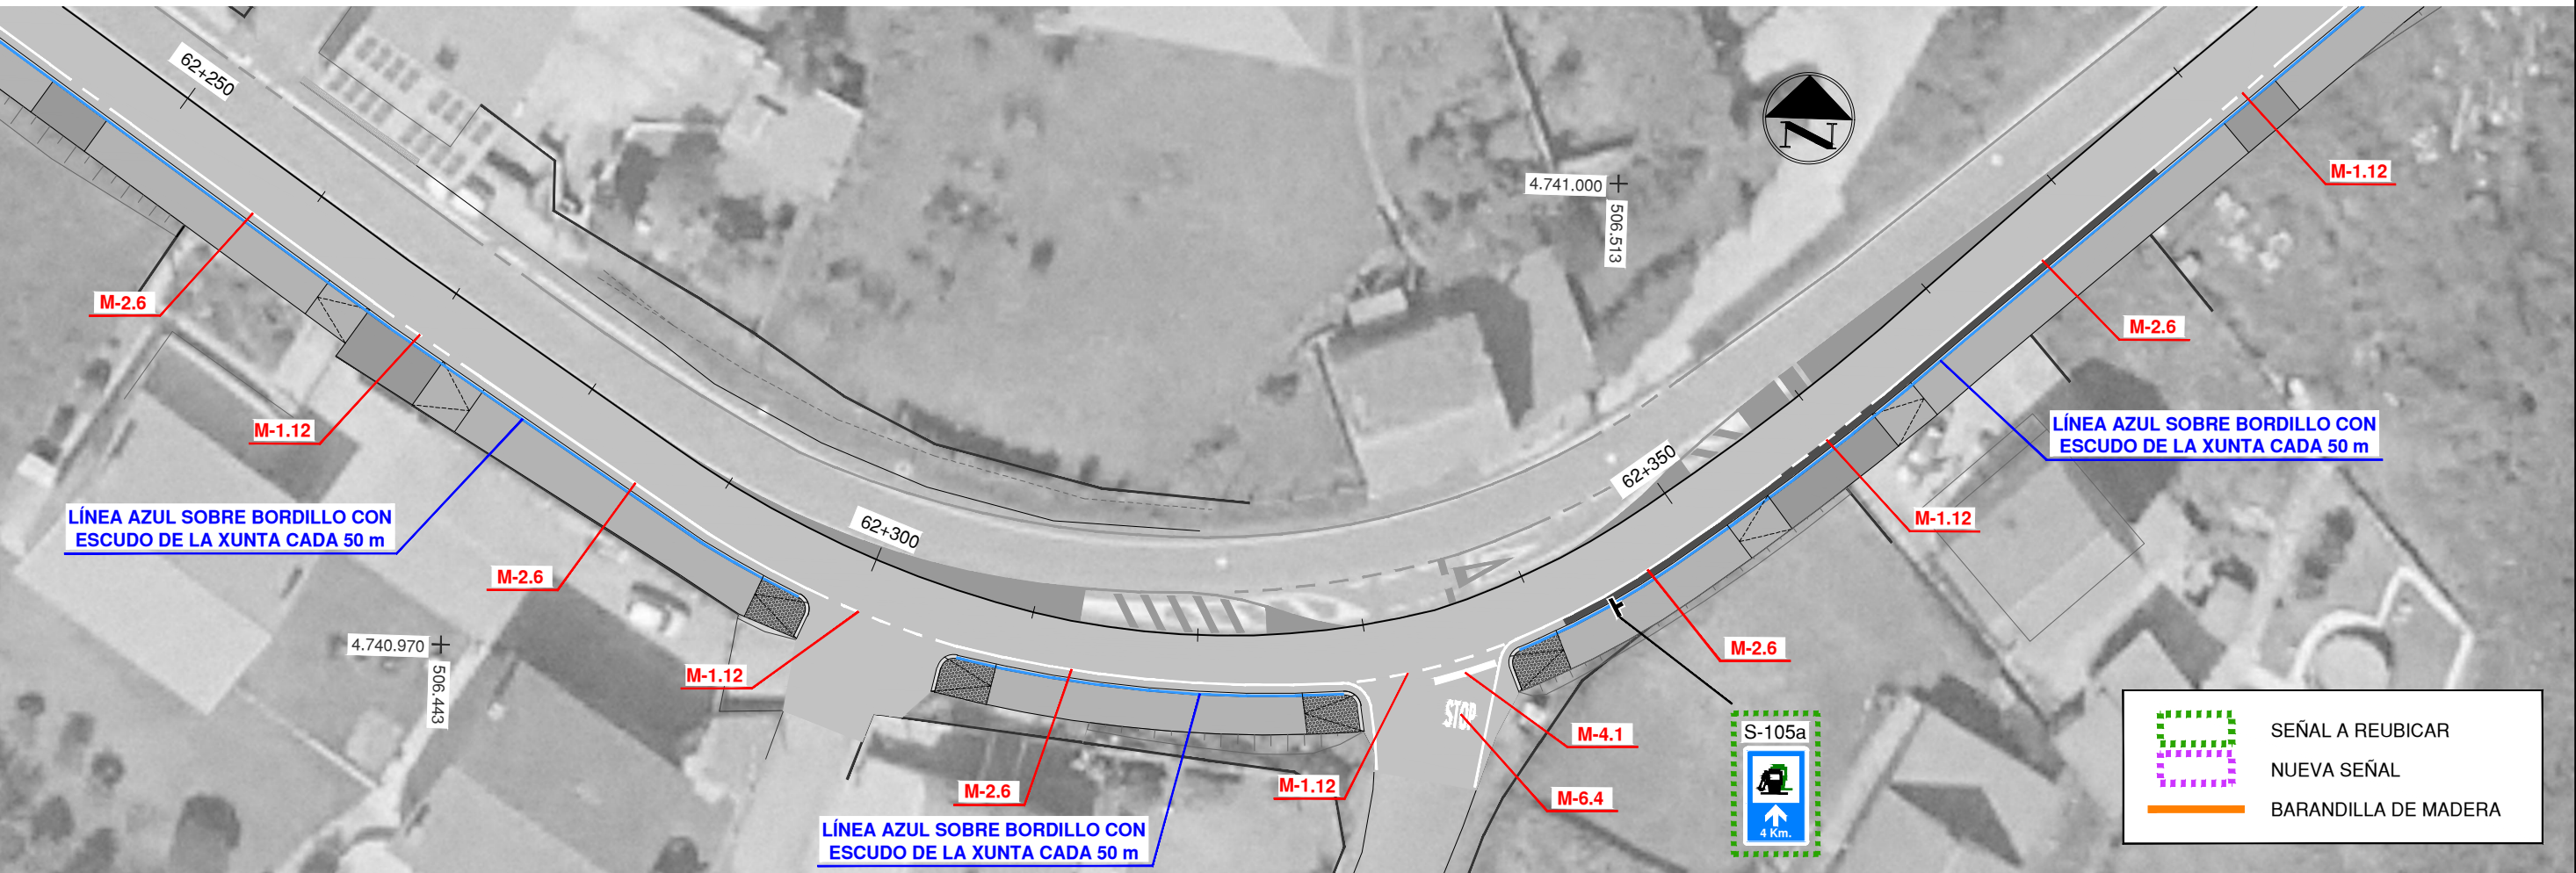 62+250
N
4.741.000
506.513
M-1.12
M-2.6
M-2.6
LÍNEA AZUL SOBRE BORDILLO CON
ESCUDO DE LA XUNTA CADA 50 m
M-1.12
62+350
M-1.12
LÍNEA AZUL SOBRE BORDILLO CON
ESCUDO DE LA XUNTA CADA 50 m
62+300
M-2.6
4.740.970
506.443
M-1.12
M-2.6
STOP
M-4.1
S-105a
4 Km.
M-2.6
M-1.12
M-6.4
LÍNEA AZUL SOBRE BORDILLO CON
ESCUDO DE LA XUNTA CADA 50 m
SEÑAL A REUBICAR
NUEVA SEÑAL
BARANDILLA DE MADERA